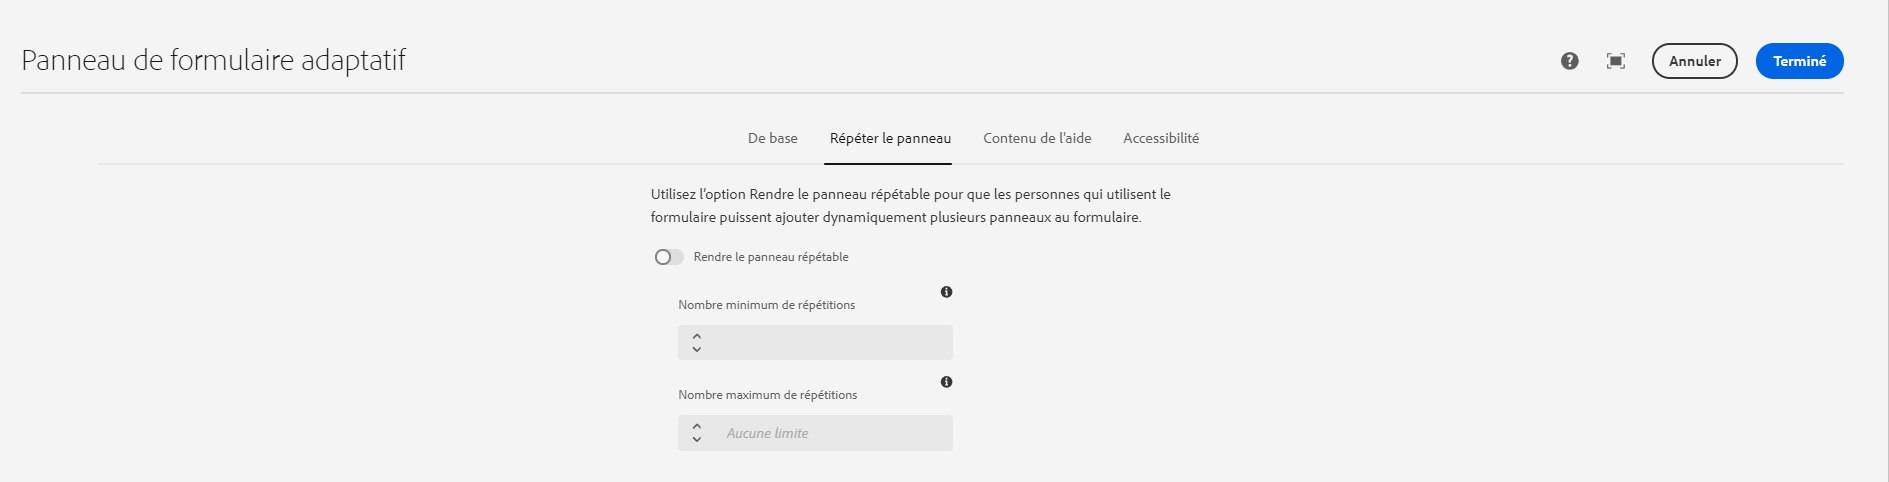 Panneau de formulaire adaptatif
Annuler
Terminé
De base
Répéter le panneau
Contenu de l'aide
Accessibilité
Utilisez l’option Rendre le panneau répétable pour que les personnes qui utilisent le
formulaire puissent ajouter dynamiquement plusieurs panneaux au formulaire.
Rendre le panneau répétable
Nombre minimum de répétitions
Nombre maximum de répétitions
Aucune limite